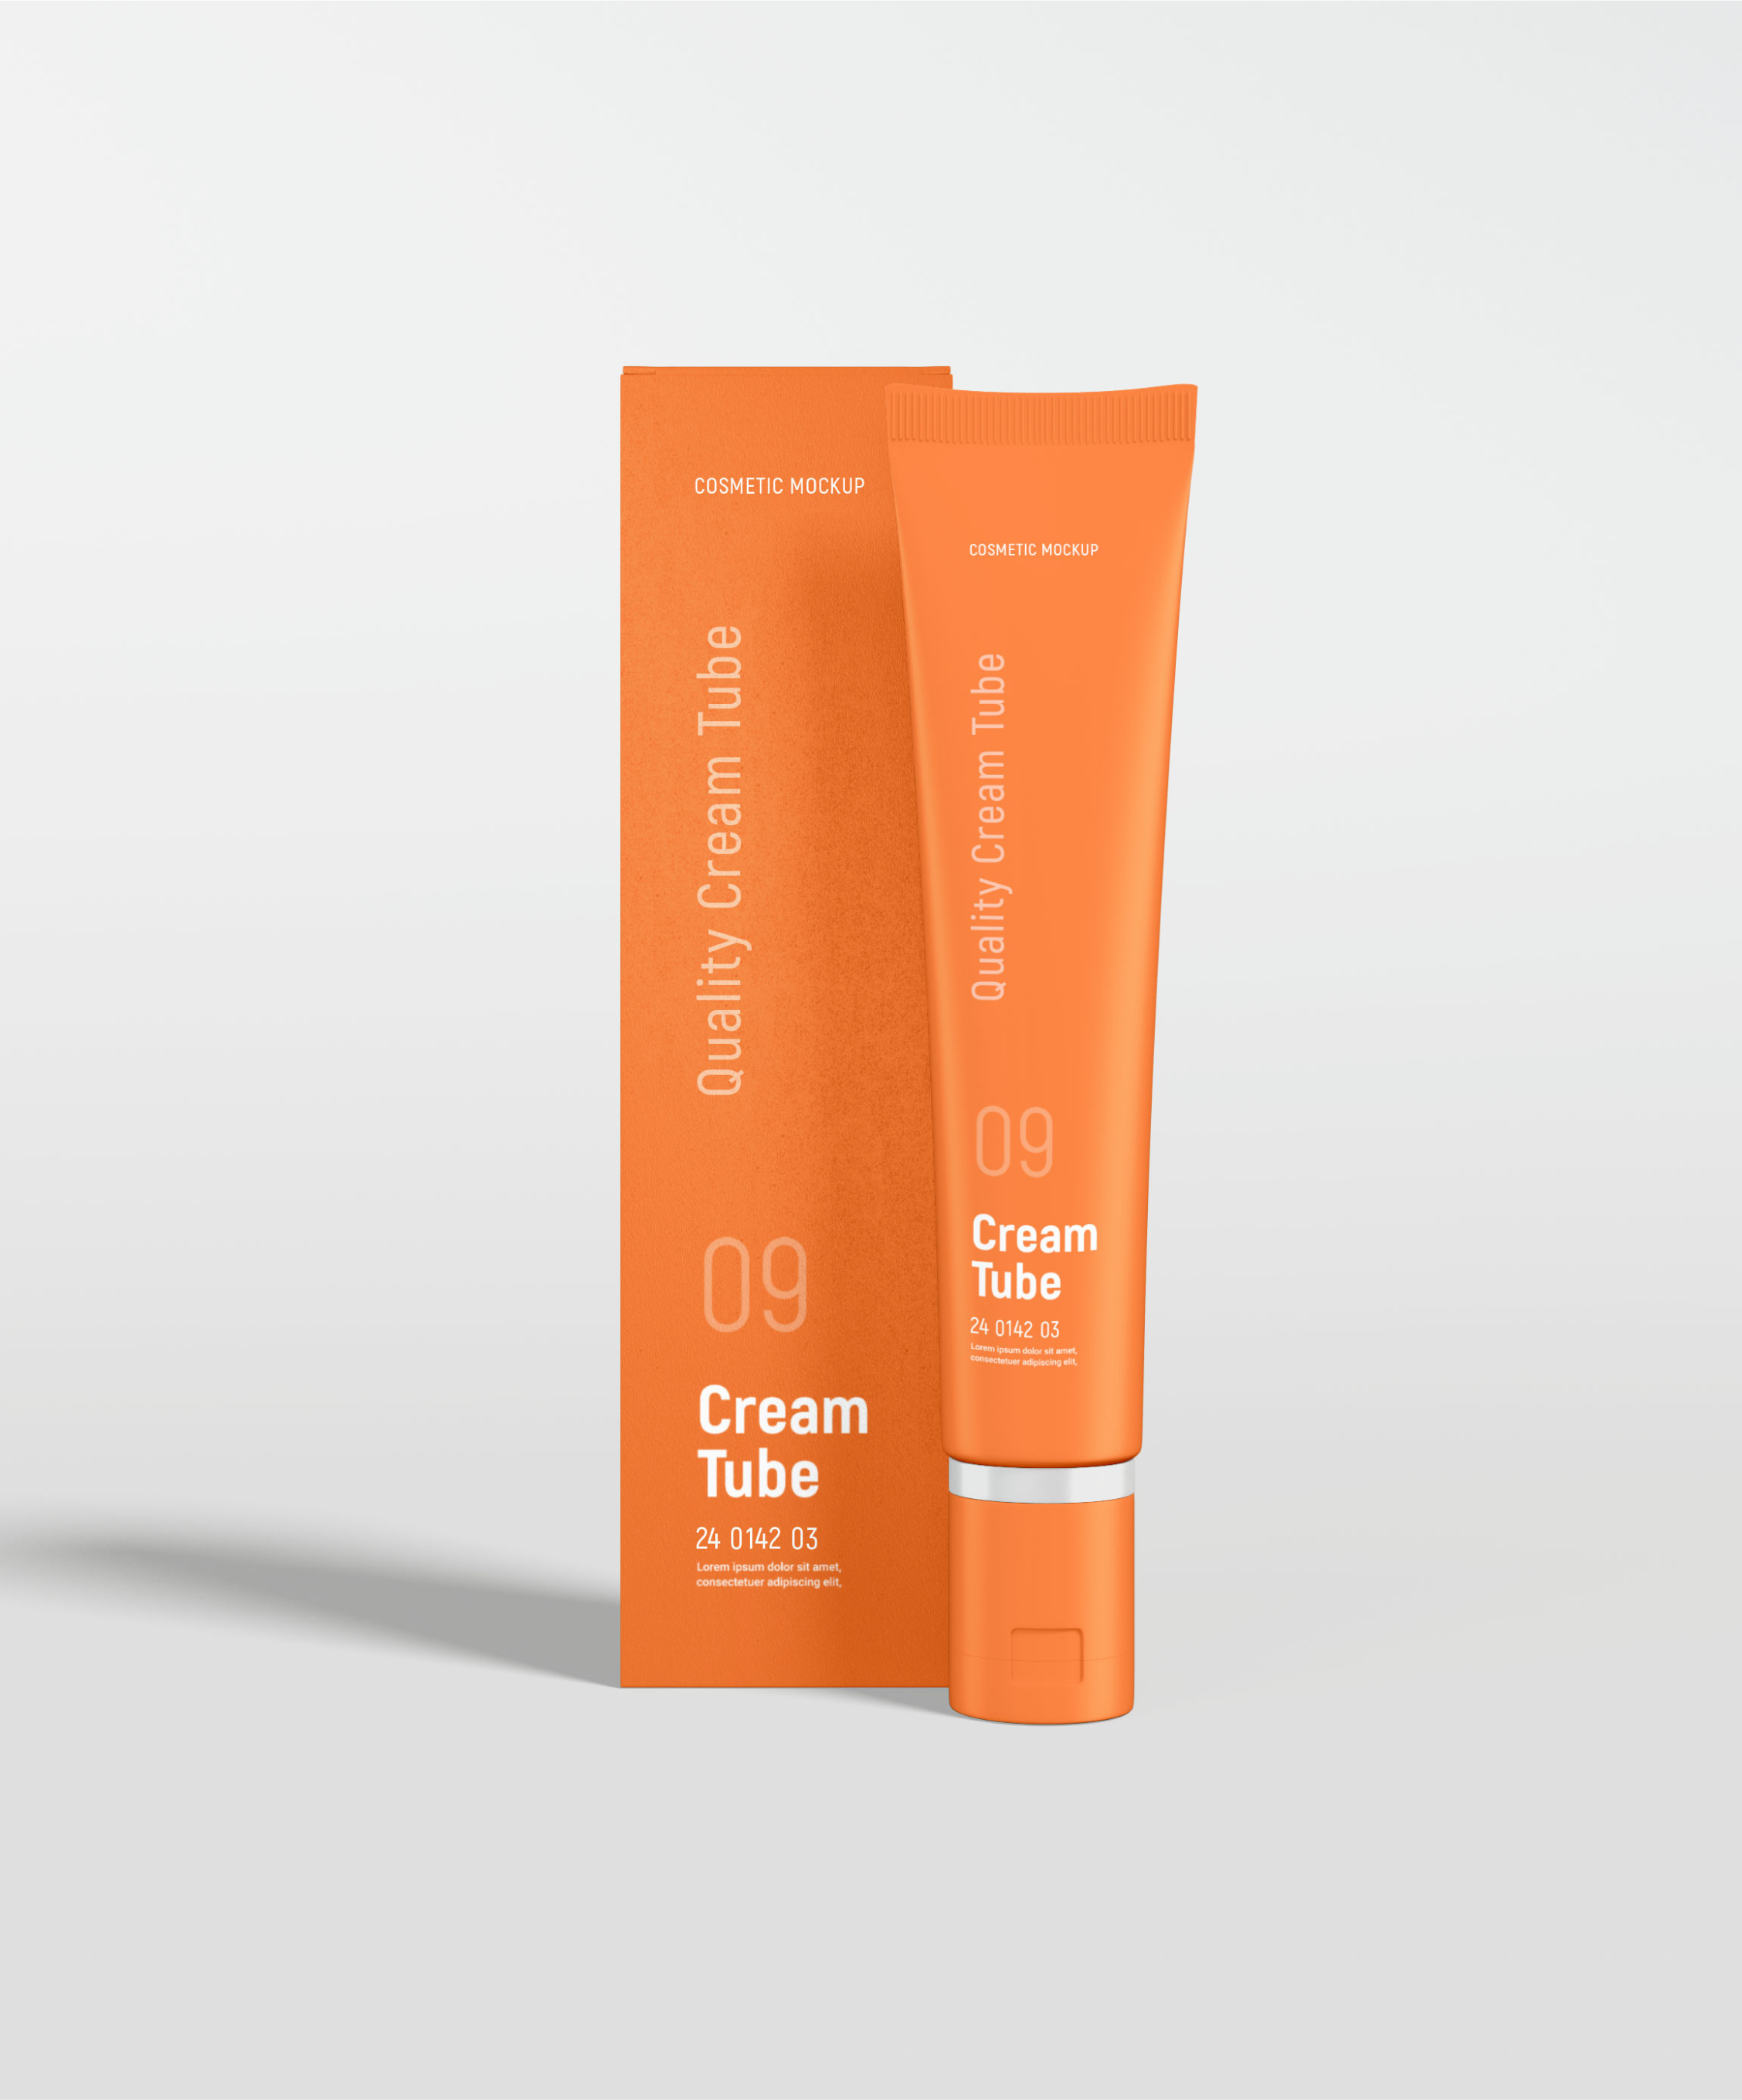 COSMETIC MOCKUP
Quality Cream Tube
09
Cream
Tube
24 0142 03
Lorem ipsum dolor sit amet,
consectetuer adipiscing elit,
COSMETIC MOCKUP
Quality Cream Tube
09
Cream
Tube
24 0142 03
Lorem ipsum dolor sit amet,
consectetuer adipiscing elit,